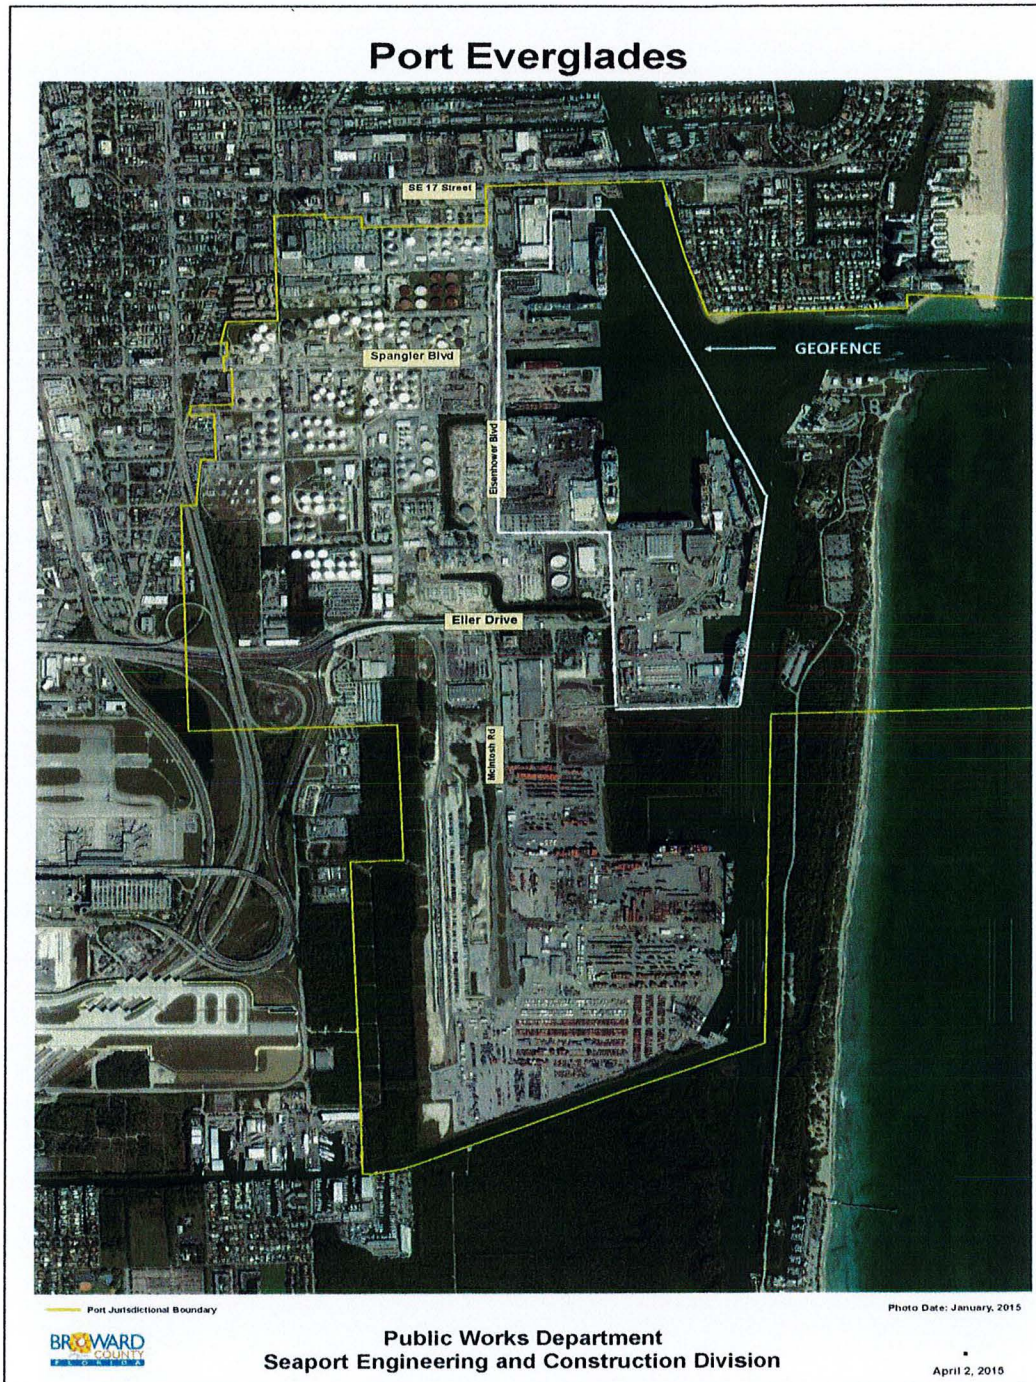 Port Everglades
SE 17 Street
Spangler Blvd
GEOFENCE
Eisenhower Blvd
Eller Drive
McIntosh Rd
Port Jurisdictional Boundary
Photo Date: January, 2015
BROWARD
COUNTY
FLORIDA
Public Works Department
Seaport Engineering and Construction Division
April 2, 2015